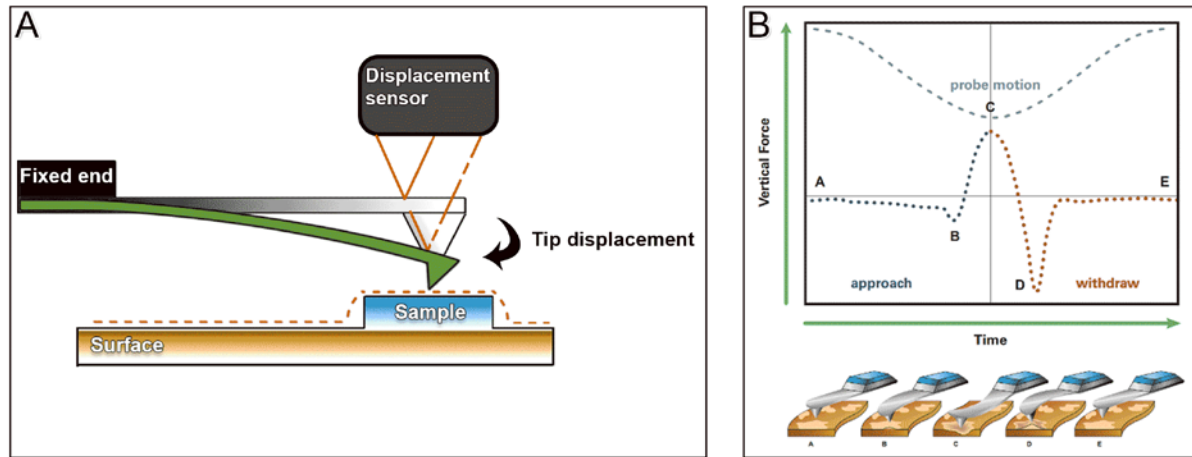 A
Displacement
sensor
Fixed end
Tip displacement
Sample
Surface
B
Vertical Force
probe motion
C
A
E
B
D
approach
withdraw
Time
A B C D E